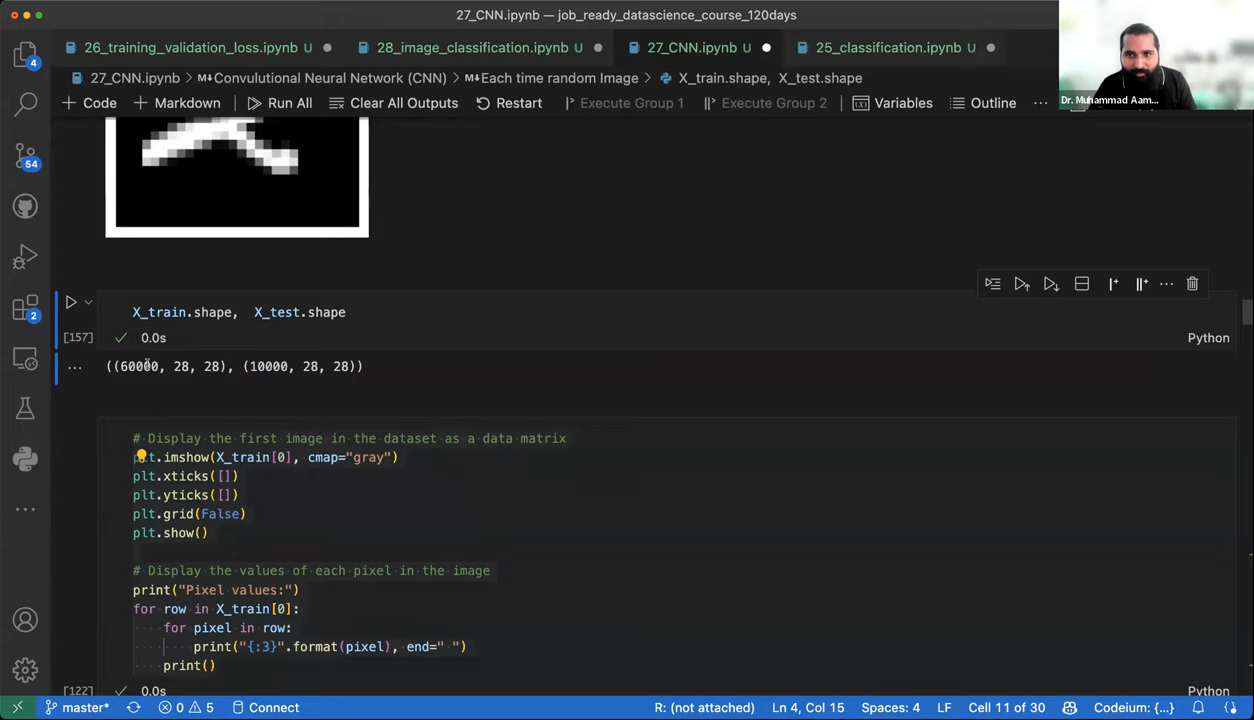 27_CNN.ipynb — job_ready_datascience_course_120days
26_training_validation_loss.ipynb U
28_image_classification.ipynb U
27_CNN.ipynb U
25_classification.ipynb U
27_CNN.ipynb > M↓Convulutional Neural Network (CNN) > M↓Each time random Image > X_train.shape, X_test.shape
+ Code + Markdown Run All Clear All Outputs Restart Execute Group 1 Execute Group 2 Variables Outline ...
Dr. Muhammad Aam...
4
54
2
X_train.shape, X_test.shape
[157] 0.0s Python
... ((60000, 28, 28), (10000, 28, 28))
# Display the first image in the dataset as a data matrix
plt.imshow(X_train[0], cmap="gray")
plt.xticks([])
plt.yticks([])
plt.grid(False)
plt.show()
# Display the values of each pixel in the image
print("Pixel values:")
for row in X_train[0]:
for pixel in row:
print("{:3}".format(pixel), end=" ")
print()
[122] 0.0s Python
master* 0 5 Connect R: (not attached) Ln 4, Col 15 Spaces: 4 LF Cell 11 of 30 Codeium: {...}